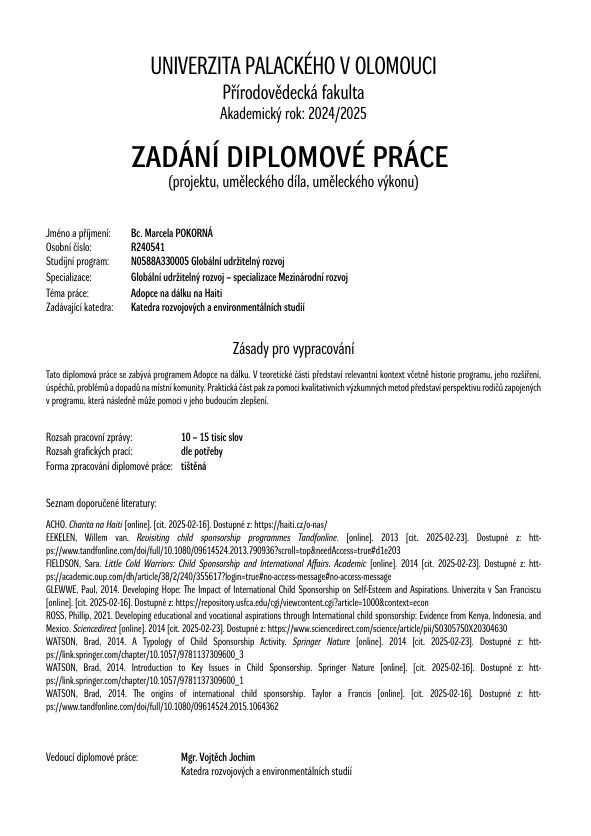 UNIVERZITA PALACKÉHO V OLOMOUCI
Přírodovědecká fakulta
Akademický rok: 2024/2025
ZADÁNÍ DIPLOMOVÉ PRÁCE
(projektu, uměleckého díla, uměleckého výkonu)
Jméno a příjmení: Bc. Marcela POKORNÁ
Osobní číslo: R240541
Studijní program: N0588A330005 Globální udržitelný rozvoj
Specializace: Globální udržitelný rozvoj – specializace Mezinárodní rozvoj
Téma práce: Adopce na dálku na Haiti
Zadávající katedra: Katedra rozvojových a environmentálních studií
Zásady pro vypracování
Tato diplomová práce se zabývá programem Adopce na dálku. V teoretické části představí relevantní kontext včetně historie programu, jeho rozšíření,
úspěchů, problémů a dopadů na místní komunity. Praktická část pak za pomoci kvalitativních výzkumných metod představí perspektivu rodičů zapojených
v programu, která následně může pomoci v jeho budoucím zlepšení.
Rozsah pracovní zprávy: 10 – 15 tisíc slov
Rozsah grafických prací: dle potřeby
Forma zpracování diplomové práce: tištěná
Seznam doporučené literatury:
ACHO. Charita na Haiti [online]. [cit. 2025-02-16]. Dostupné z: https://haiti.cz/o-nas/
EEKELEN, Willem van. Revisiting child sponsorship programmes Tandfonline. [online]. 2013 [cit. 2025-02-23]. Dostupné z: htt-
ps://www.tandfonline.com/doi/full/10.1080/09614524.2013.790936?scroll=top&needAccess=true#d1e203
FIELDSON, Sara. Little Cold Warriors: Child Sponsorship and International Affairs. Academic [online]. 2014 [cit. 2025-02-23]. Dostupné z: htt-
ps://academic.oup.com/dh/article/38/2/240/355617?login=true#no-access-message#no-access-message
GLEWWE, Paul, 2014. Developing Hope: The Impact of International Child Sponsorship on Self-Esteem and Aspirations. Univerzita v San Franciscu
[online]. [cit. 2025-02-16]. Dostupné z: https://repository.usfca.edu/cgi/viewcontent.cgi?article=1000&context=econ
ROSS, Phillip, 2021. Developing educational and vocational aspirations through International child sponsorship: Evidence from Kenya, Indonesia, and
Mexico. Sciencedirect [online]. 2014 [cit. 2025-02-23]. Dostupné z: https://www.sciencedirect.com/science/article/pii/S0305750X20304630
WATSON, Brad, 2014. A Typology of Child Sponsorship Activity. Springer Nature [online]. 2014 [cit. 2025-02-23]. Dostupné z: htt-
ps://link.springer.com/chapter/10.1057/9781137309600_3
WATSON, Brad, 2014. Introduction to Key Issues in Child Sponsorship. Springer Nature [online]. [cit. 2025-02-16]. Dostupné z: htt-
ps://link.springer.com/chapter/10.1057/9781137309600_1
WATSON, Brad, 2014. The origins of international child sponsorship. Taylor a Francis [online]. [cit. 2025-02-16]. Dostupné z: htt-
ps://www.tandfonline.com/doi/full/10.1080/09614524.2015.1064362
Vedoucí diplomové práce: Mgr. Vojtěch Jochim
Katedra rozvojových a environmentálních studií